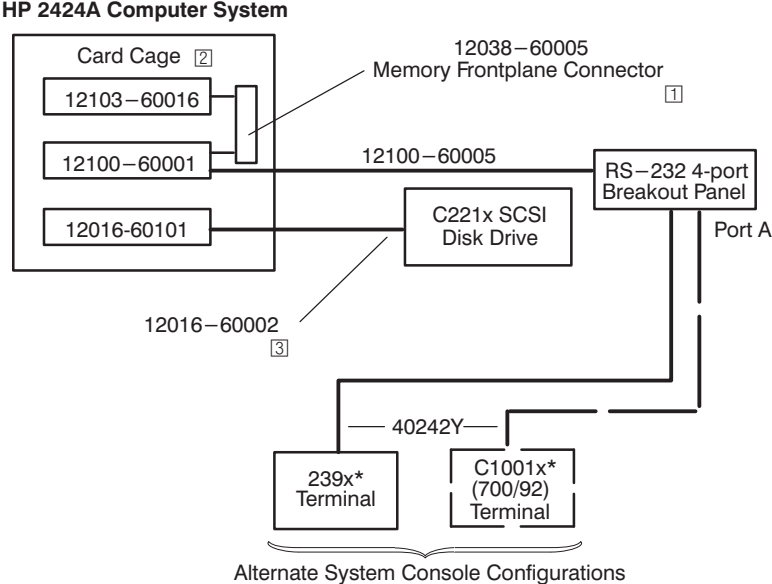 HP 2424A Computer System
Card Cage 2
12103−60016
12100−60001
12016-60101
12038−60005
Memory Frontplane Connector
1
12100−60005
RS−232 4-port
Breakout Panel
C221x SCSI
Disk Drive
Port A
12016−60002
3
40242Y
239x*
Terminal
C1001x*
(700/92)
Terminal
Alternate System Console Configurations